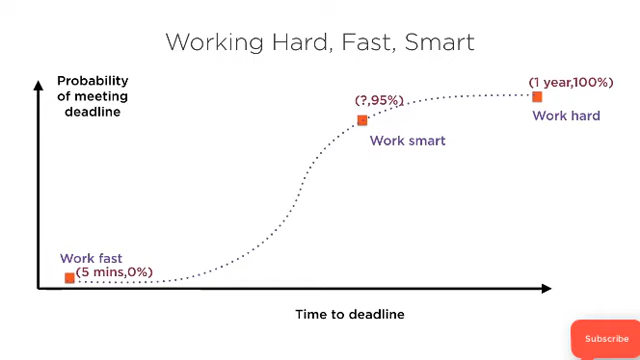 Working Hard, Fast, Smart
Probability
of meeting
deadline
(1 year,100%)
(?,95%)
Work hard
Work smart
Work fast
(5 mins,0%)
Time to deadline
Subscribe